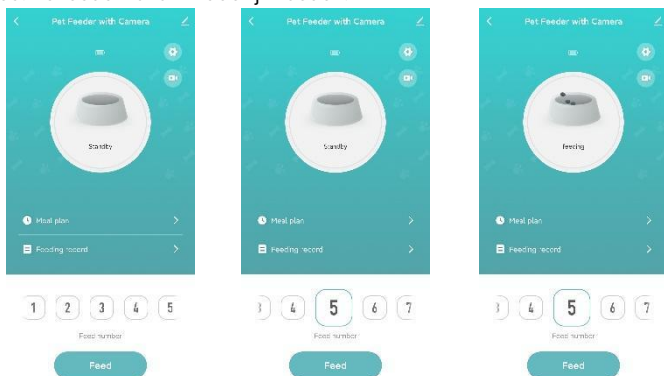 Pet Feeder with Camera
Standby
Meal plan
Feeding record
1 2 3 4 5
Feed number
Feed
Pet Feeder with Camera
Standby
Meal plan
Feeding record
4 5 6 7
Feed number
Feed
Pet Feeder with Camera
feeding
Meal plan
Feeding record
4 5 6 7
Feed number
Feed